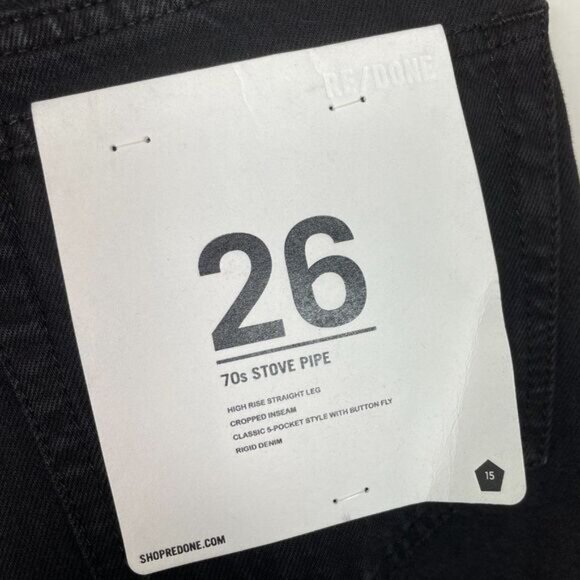 RE/DONE
26
70s STOVE PIPE
HIGH RISE STRAIGHT LEG
CROPPED INSEAM
CLASSIC 5-POCKET STYLE WITH BUTTON FLY
RIGID DENIM
15
SHOPREDONE.COM